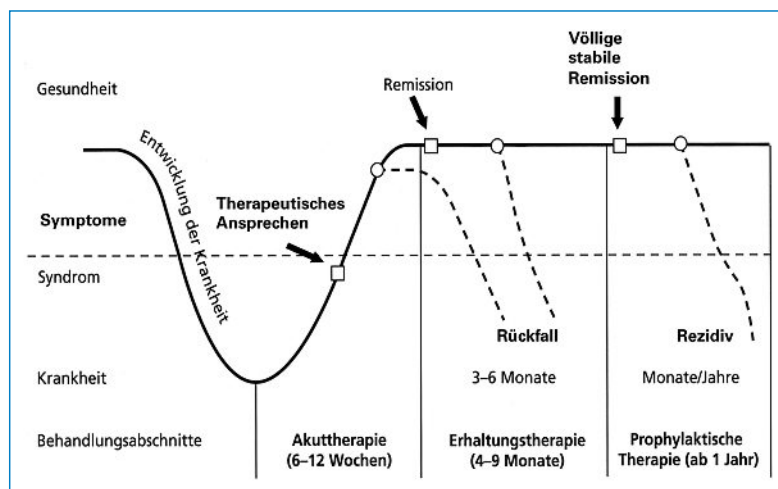 Völlige
stabile
Remission
Gesundheit
Remission
Entwicklung der Krankheit
Therapeutisches
Ansprechen
Symptome
Syndrom
Rückfall
Rezidiv
Krankheit
3–6 Monate
Monate/Jahre
Behandlungsabschnitte
Akuttherapie
(6–12 Wochen)
Erhaltungstherapie
(4–9 Monate)
Prophylaktische
Therapie (ab 1 Jahr)